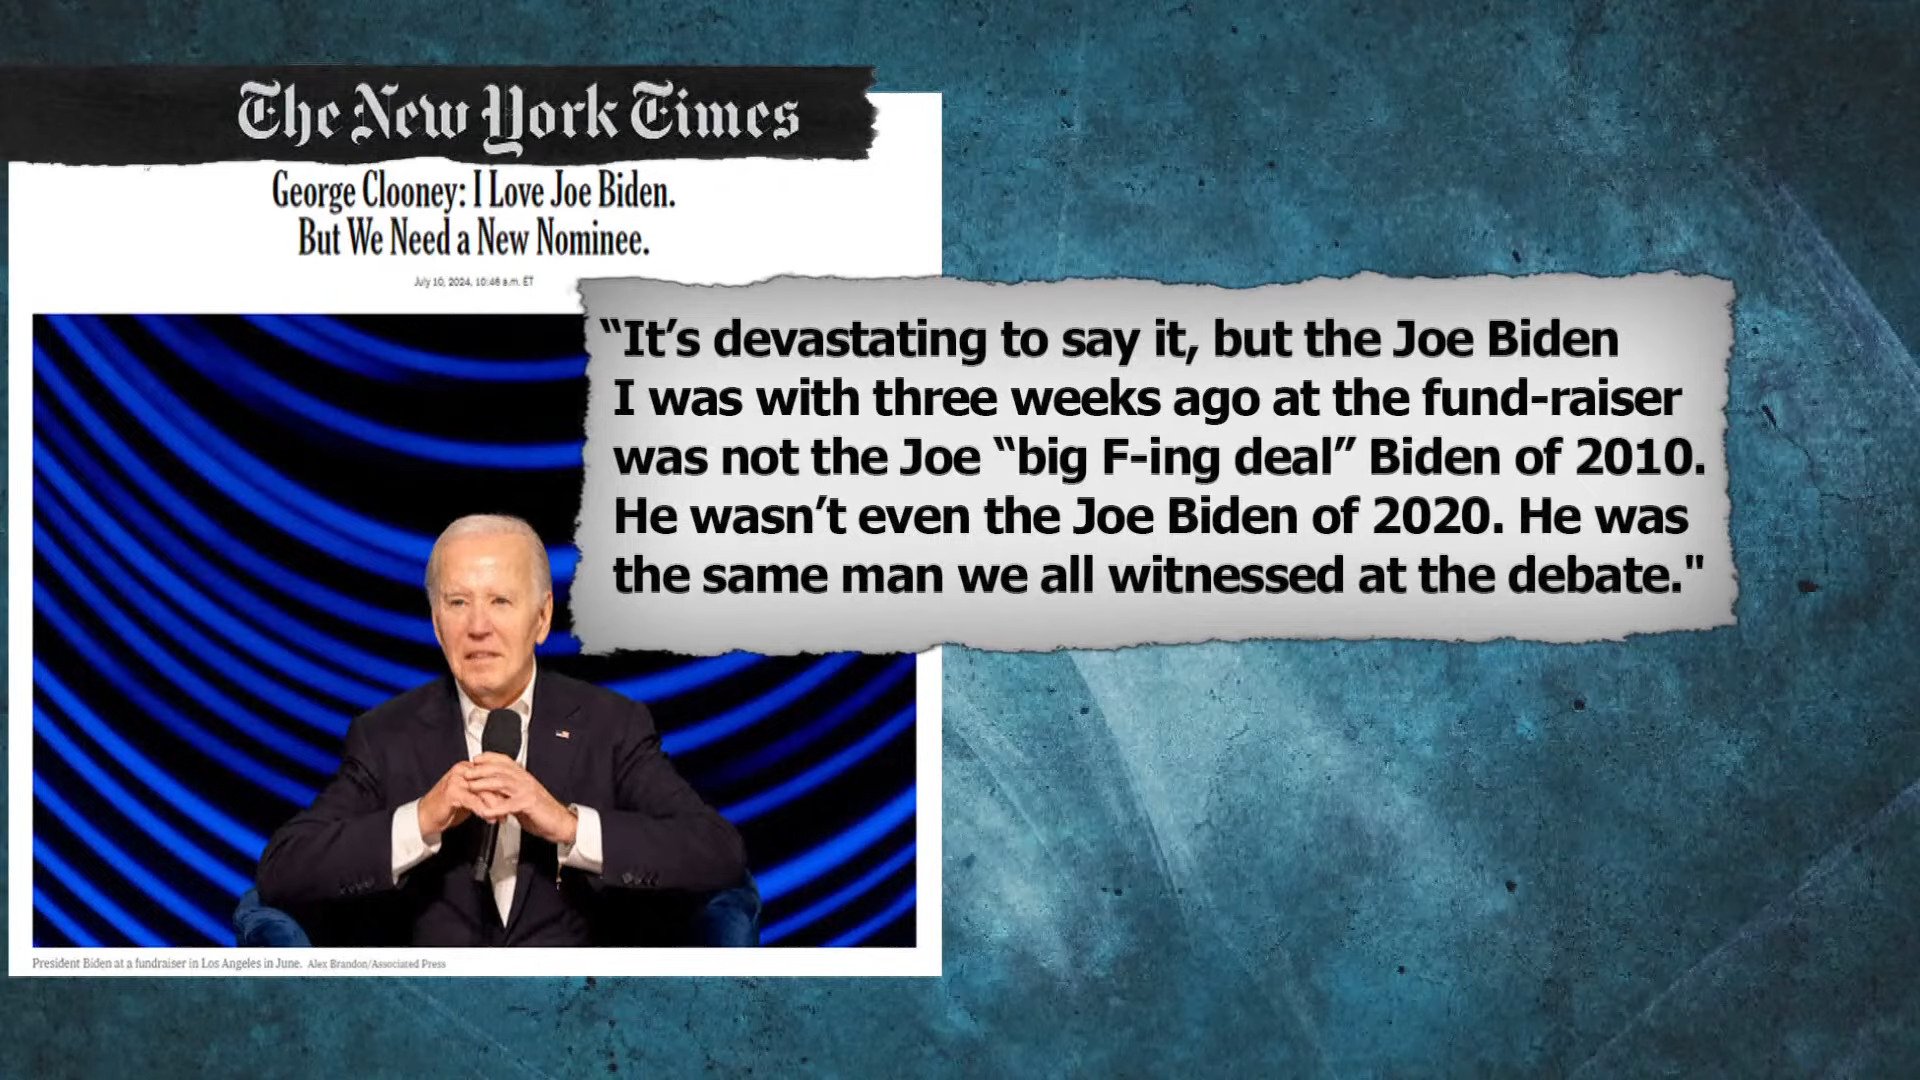 The New York Times
George Clooney: I Love Joe Biden.
But We Need a New Nominee.
July 10, 2024, 10:46 a.m. ET
“It’s devastating to say it, but the Joe Biden
I was with three weeks ago at the fund-raiser
was not the Joe “big F-ing deal” Biden of 2010.
He wasn’t even the Joe Biden of 2020. He was
the same man we all witnessed at the debate."
President Biden at a fundraiser in Los Angeles in June. Alex Brandon/Associated Press